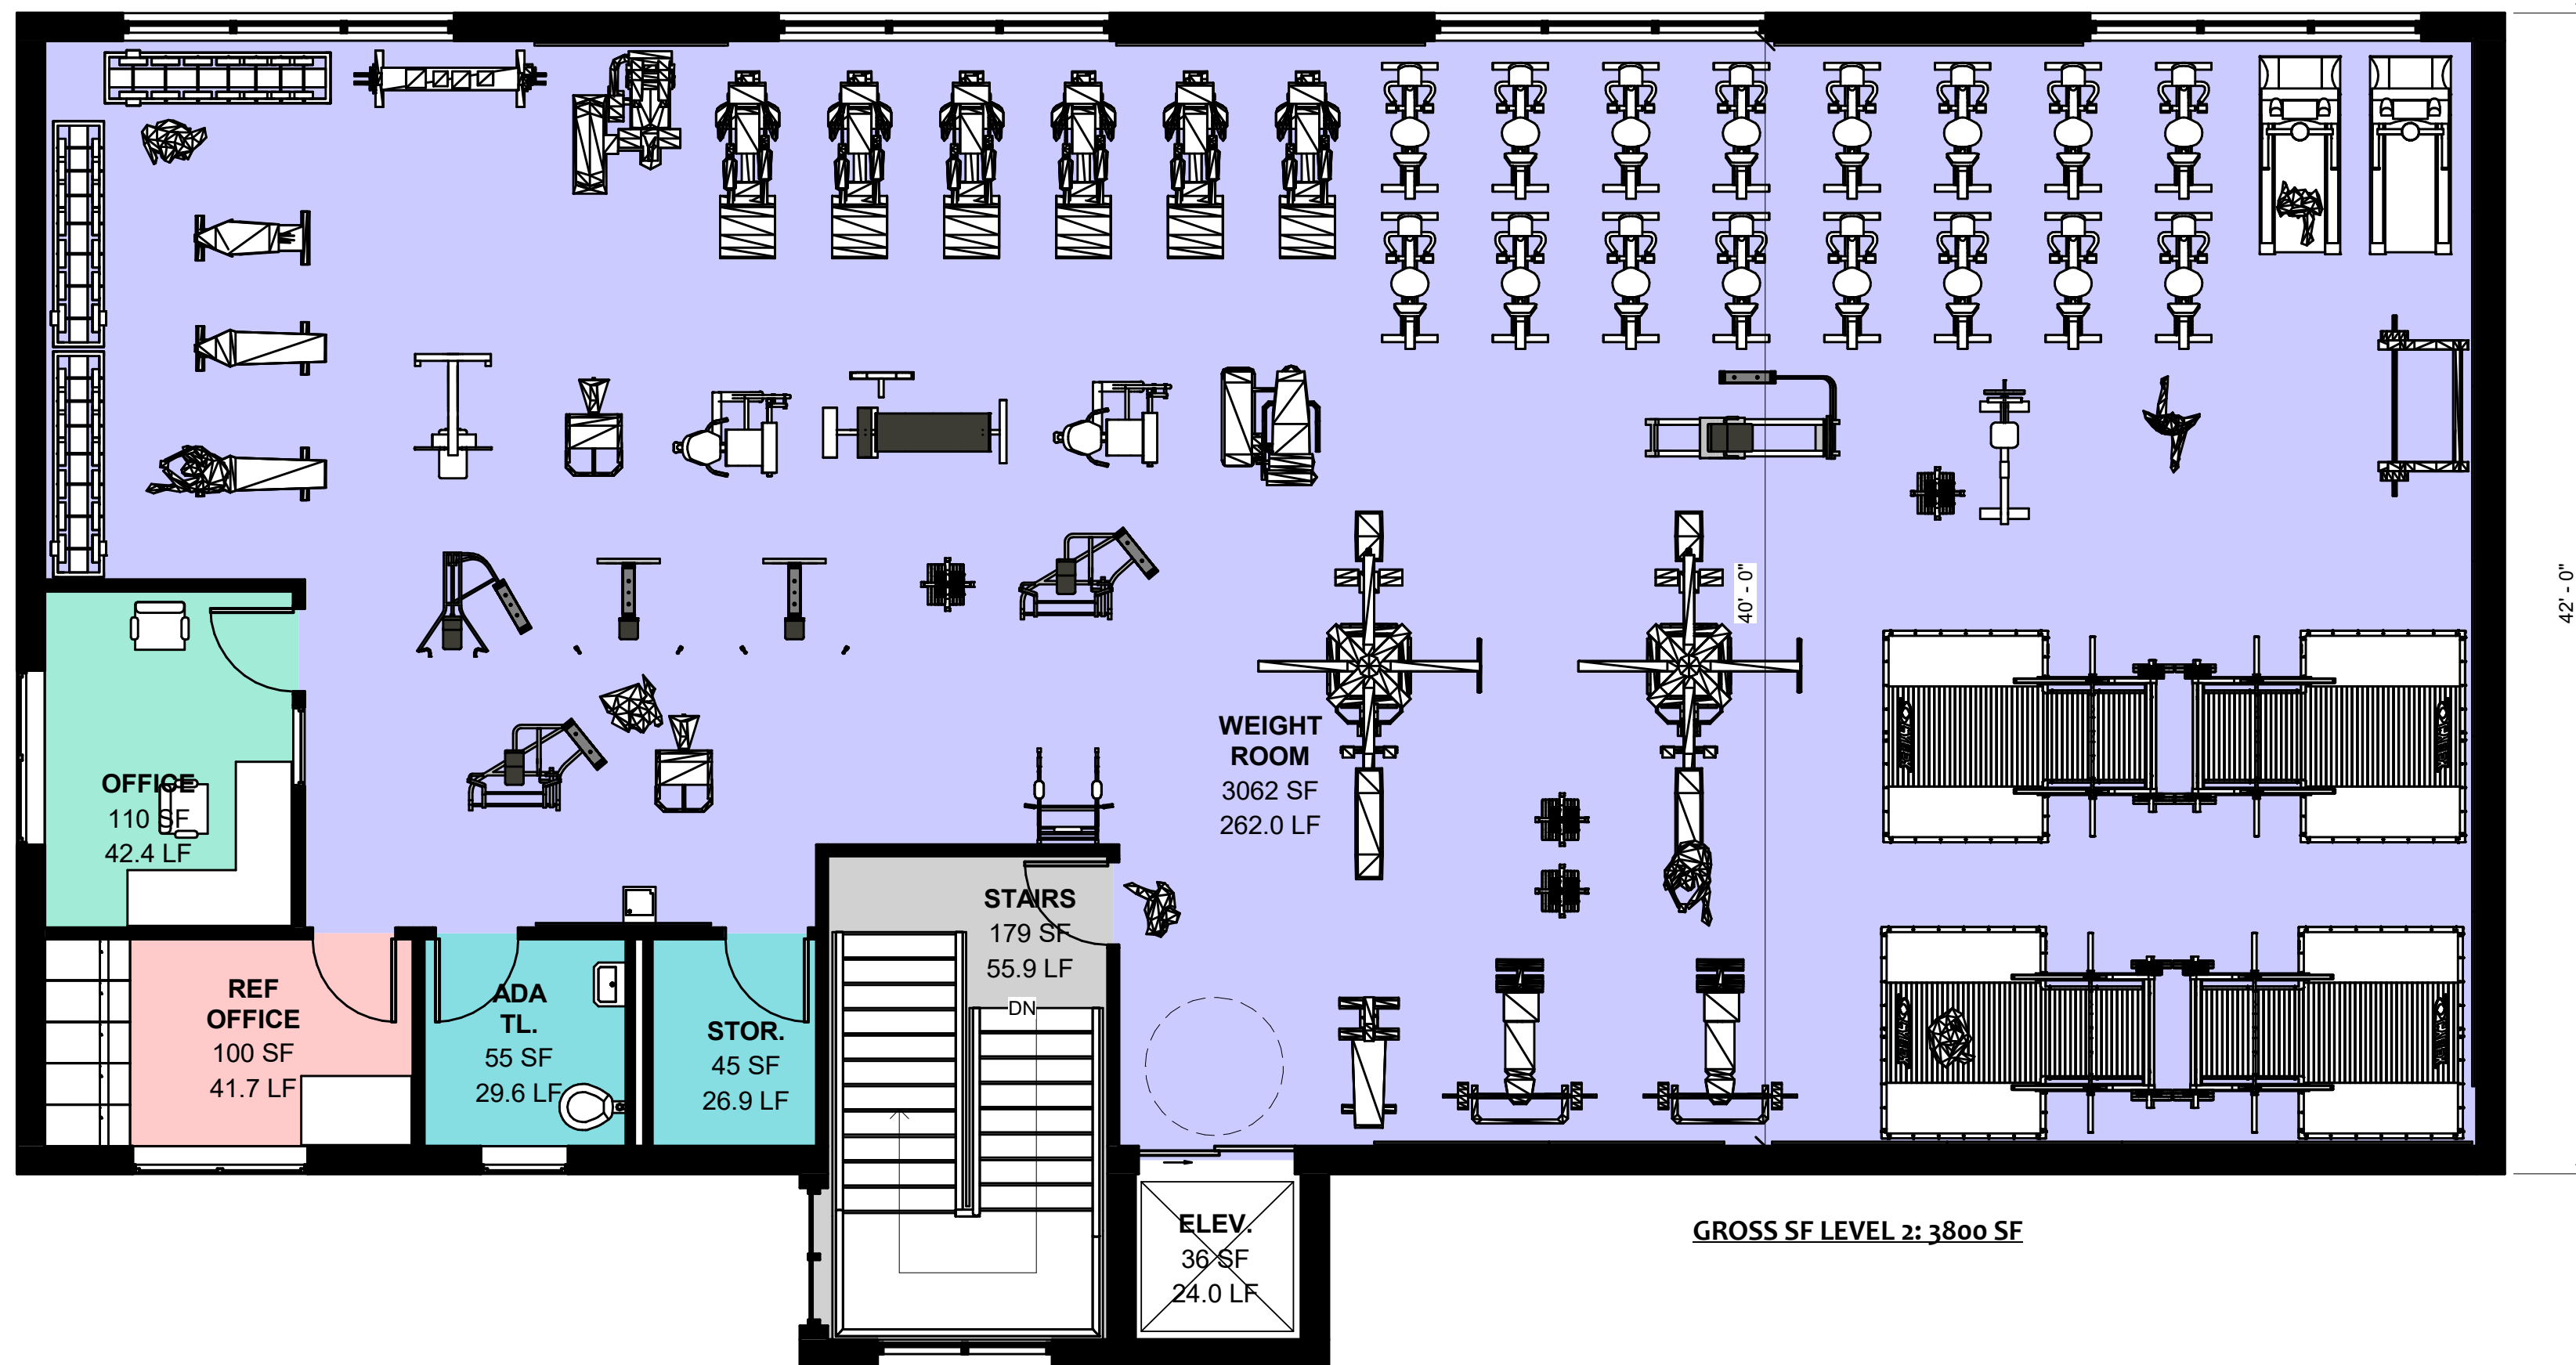 40' - 0"
42' - 0"
WEIGHT
ROOM
3062 SF
262.0 LF
OFFICE
110 SF
42.4 LF
STAIRS
179 SF
55.9 LF
DN
REF
OFFICE
100 SF
41.7 LF
ADA
TL.
55 SF
29.6 LF
STOR.
45 SF
26.9 LF
ELEV.
36 SF
24.0 LF
GROSS SF LEVEL 2: 3800 SF